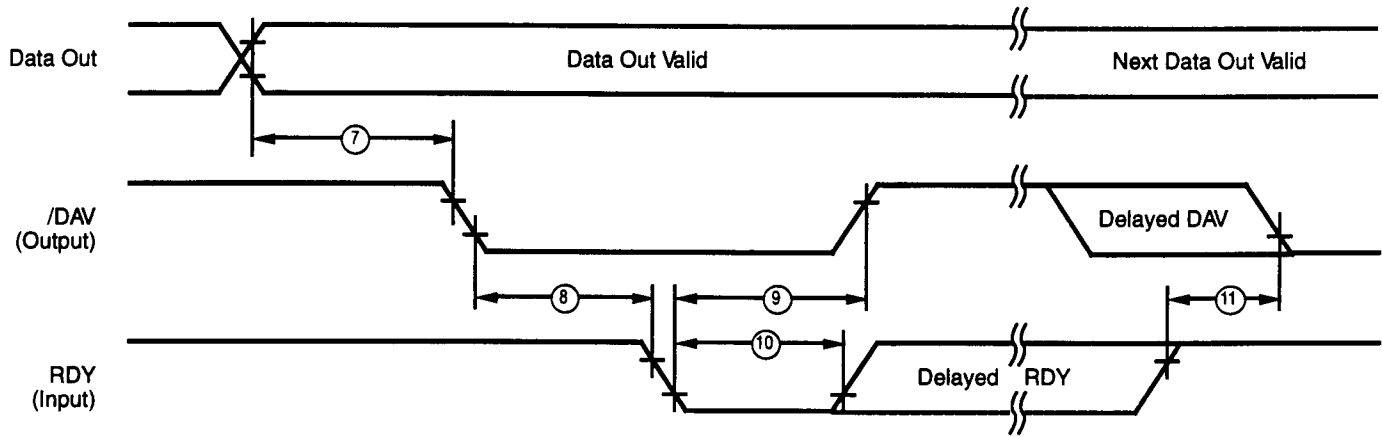 Data Out
Data Out Valid
Next Data Out Valid
7
/DAV
(Output)
Delayed DAV
8
9
11
10
RDY
(Input)
Delayed RDY